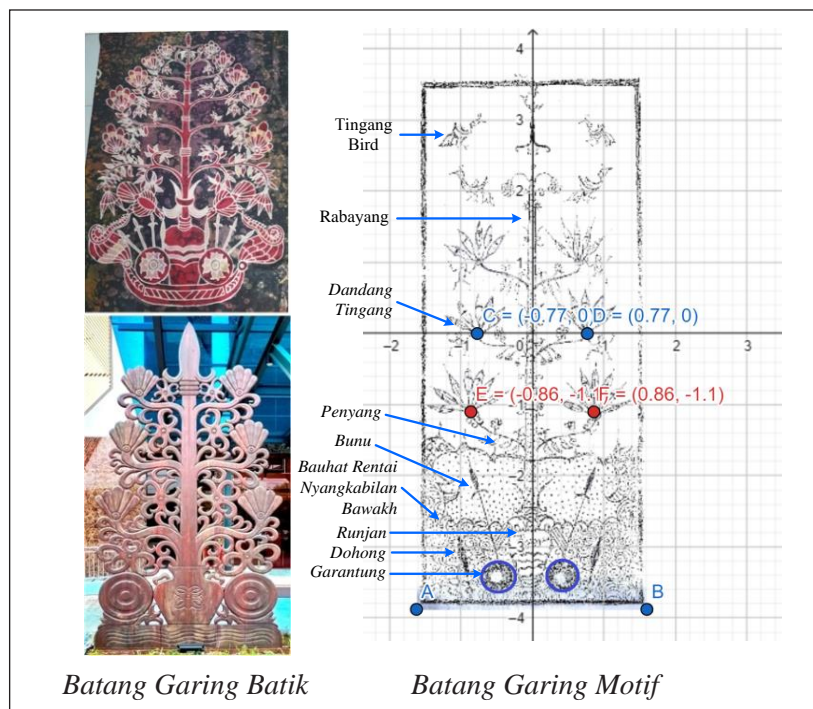 4
Tingang
Bird
3
2
Rabayang
1
Dandang
Tingang
C = (-0.77, 0
D = (0.77, 0)
−2
−1
0
2
3
E = (-0.86, -1.1
F = (0.86, -1.1)
Penyang
Bunu
Bauhat Rentai
Nyangkabilan
Bawakh
−2
Runjan
Dohong
Garantung
−3
A
B
−4
Batang Garing Batik
Batang Garing Motif